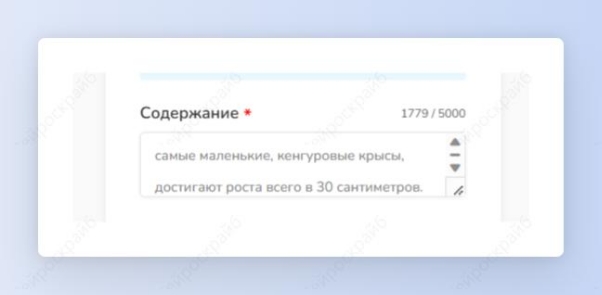 Содержание *
1779 / 5000
самые маленькие, кенгуровые крысы,
достигают роста всего в 30 сантиметров.